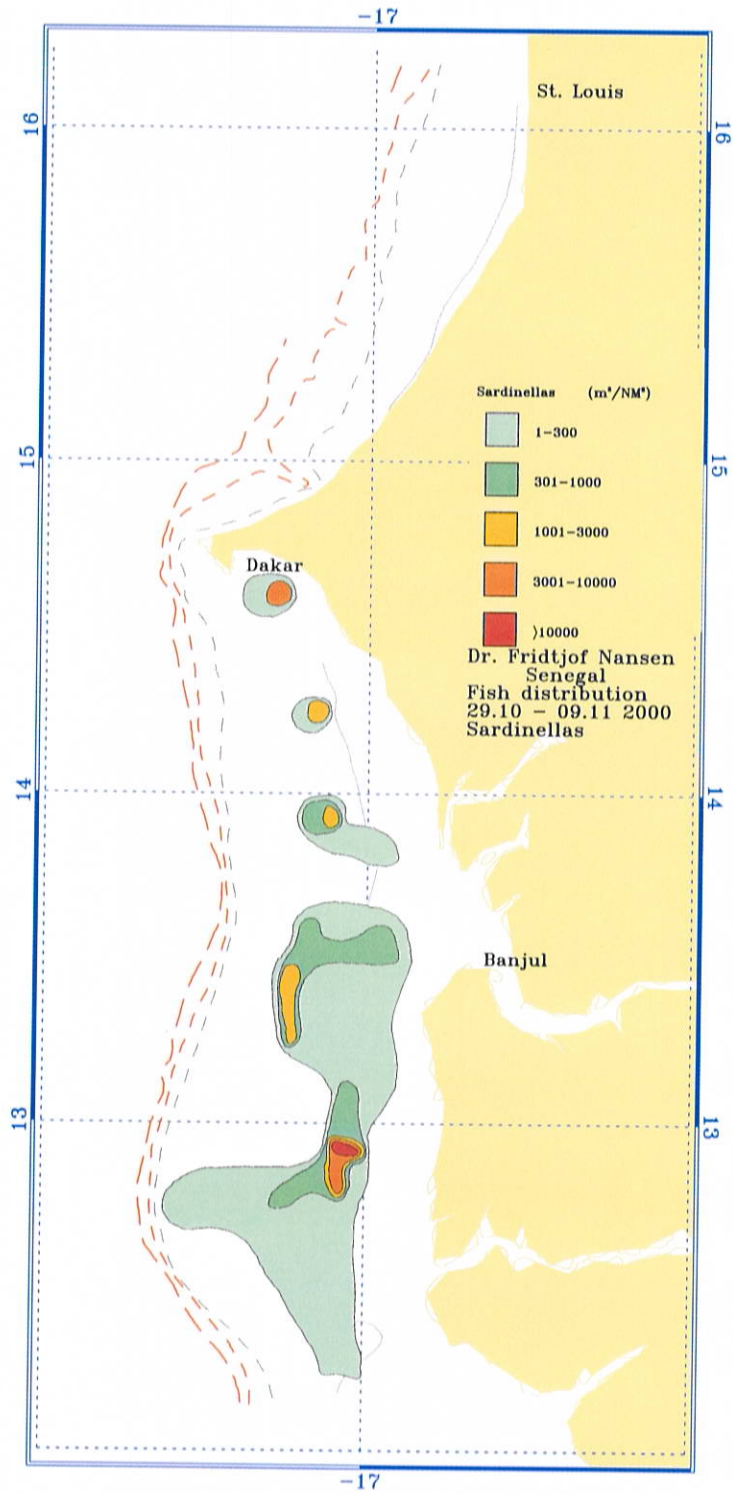 -17
16
St. Louis
16
Sardinellas (m²/NM²)
1-300
15
15
301-1000
1001-3000
Dakar
3001-10000
>10000
Dr. Fridtjof Nansen
Senegal
Fish distribution
29.10 - 09.11 2000
Sardinellas
14
14
Banjul
13
13
-17